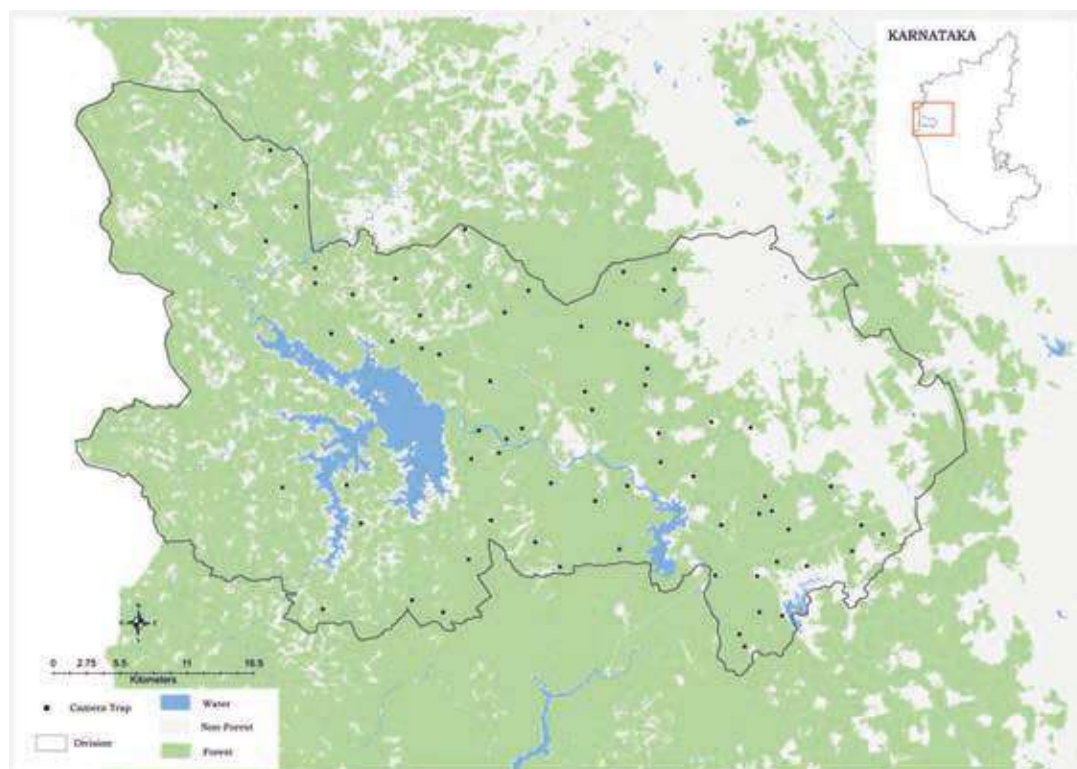 KARNATAKA
0 2.75 5.5 11 16.5
Kilometers
Camera Trap
Division
Water
Non-Forest
Forest